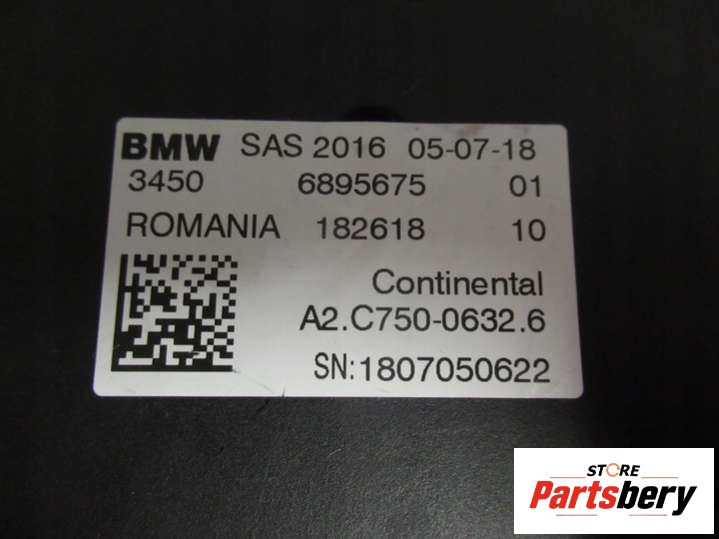 BMW SAS 2016 05-07-18
3450 6895675 01
ROMANIA 182618 10
Continental
A2.C750-0632.6
SN:1807050622
STORE
Partsbery